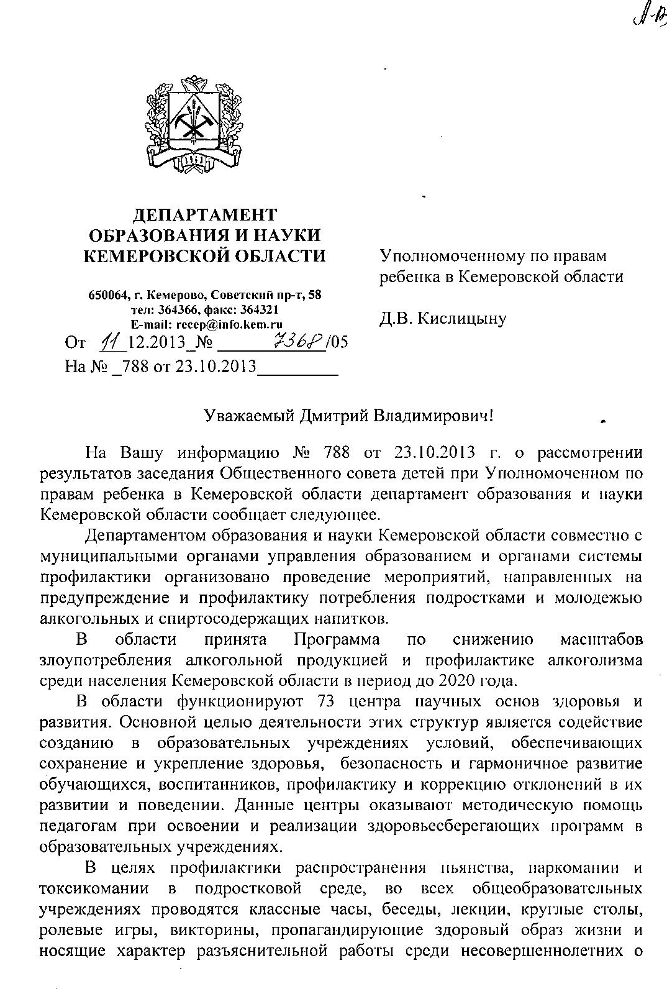 1943
ДЕПАРТАМЕНТ
ОБРАЗОВАНИЯ И НАУКИ
КЕМЕРОВСКОЙ ОБЛАСТИ
650064, г. Кемерово, Советский пр-т, 58
тел: 364366, факс: 364321
E-mail: recep@info.kem.ru
От 11 12.2013_№ 7368/05
На № _788 от 23.10.2013
Уполномоченному по правам
ребенка в Кемеровской области
Д.В. Кислицыну
Уважаемый Дмитрий Владимирович!
На Вашу информацию № 788 от 23.10.2013 г. о рассмотрении
результатов заседания Общественного совета детей при Уполномоченном по
правам ребенка в Кемеровской области департамент образования и науки
Кемеровской области сообщает следующее.
Департаментом образования и науки Кемеровской области совместно с
муниципальными органами управления образованием и органами системы
профилактики организовано проведение мероприятий, направленных на
предупреждение и профилактику потребления подростками и молодежью
алкогольных и спиртосодержащих напитков.
В области принята Программа по снижению масштабов
злоупотребления алкогольной продукцией и профилактике алкоголизма
среди населения Кемеровской области в период до 2020 года.
В области функционируют 73 центра научных основ здоровья и
развития. Основной целью деятельности этих структур является содействие
созданию в образовательных учреждениях условий, обеспечивающих
сохранение и укрепление здоровья, безопасность и гармоничное развитие
обучающихся, воспитанников, профилактику и коррекцию отклонений в их
развитии и поведении. Данные центры оказывают методическую помощь
педагогам при освоении и реализации здоровьесберегающих программ в
образовательных учреждениях.
В целях профилактики распространения пьянства, наркомании и
токсикомании в подростковой среде, во всех общеобразовательных
учреждениях проводятся классные часы, беседы, лекции, круглые столы,
ролевые игры, викторины, пропагандирующие здоровый образ жизни и
носящие характер разъяснительной работы среди несовершеннолетних о